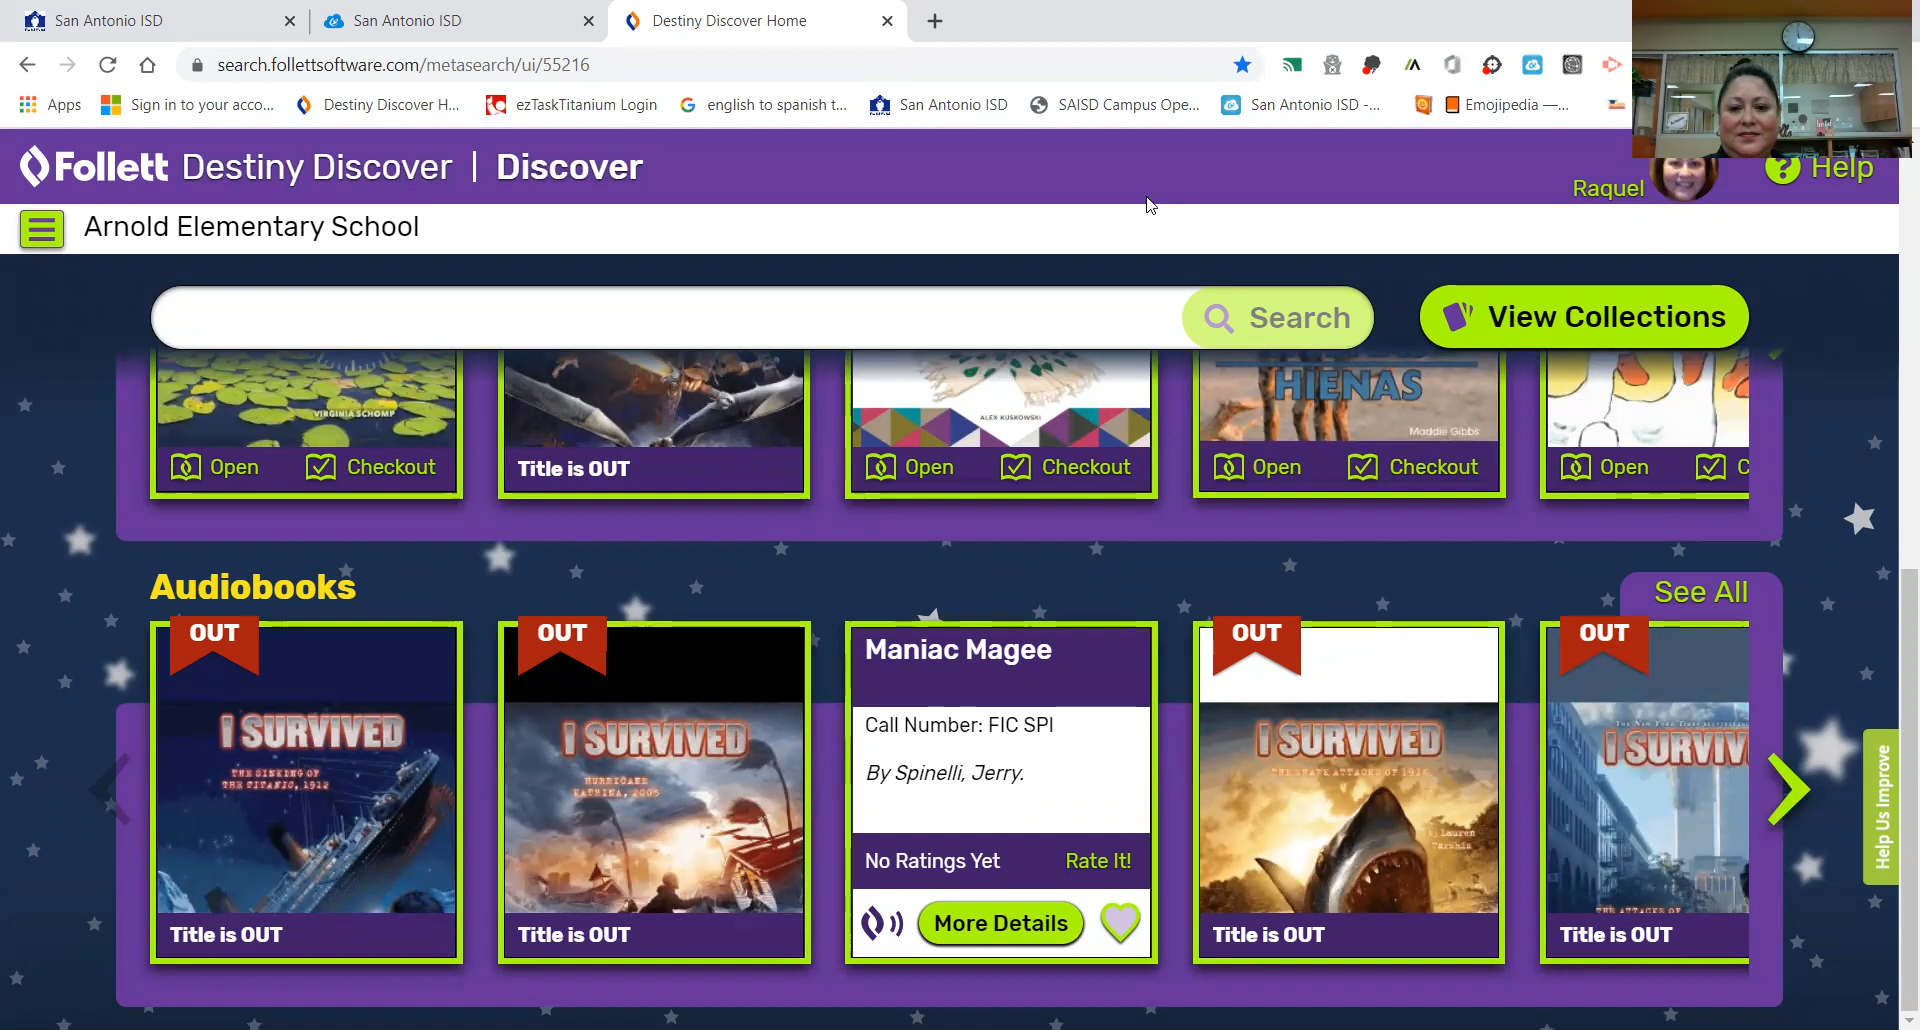 San Antonio ISD
San Antonio ISD
Destiny Discover Home
search.follettsoftware.com/metasearch/ui/55216
Apps
Sign in to your acco...
Destiny Discover H...
ezTaskTitanium Login
english to spanish t...
San Antonio ISD
SAISD Campus Ope...
San Antonio ISD -...
Emojipedia —...
Follett Destiny Discover | Discover
Raquel
? Help
Arnold Elementary School
Search
View Collections
VIRGINIA SCHOMP
ALEX KUSKOWSKI
HIENAS
Maddie Gibbs
Open
Checkout
Title is OUT
Open
Checkout
Open
Checkout
Open
C
Audiobooks
See All
OUT
I SURVIVED
THE SINKING OF
THE TITANIC, 1912
Title is OUT
OUT
I SURVIVED
HURRICANE
KATRINA, 2005
Title is OUT
Maniac Magee
Call Number: FIC SPI
By Spinelli, Jerry.
No Ratings Yet
Rate It!
More Details
OUT
I SURVIVED
THE SHARK ATTACKS OF 1916
by Lauren
Tarshis
Title is OUT
OUT
I SURVIV
THE ATTACKS OF
Title is OUT
Help Us Improve